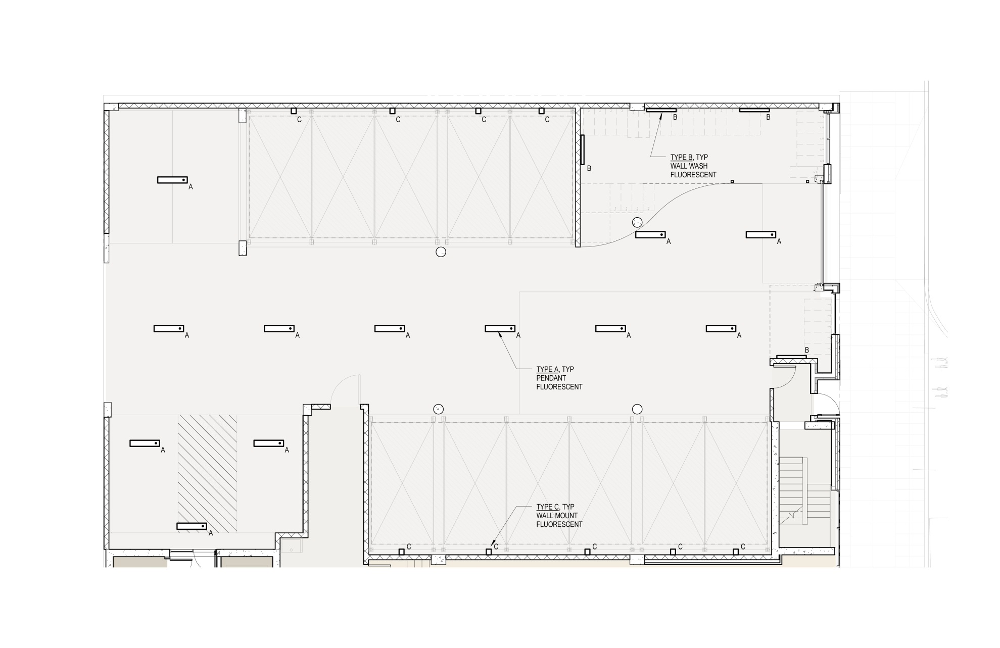 C
C
C
C
B
B
B
TYPE B, TYP
WALL WASH
FLUORESCENT
A
A
A
A
A
A
A
A
A
B
TYPE A, TYP
PENDANT
FLUORESCENT
A
A
TYPE C, TYP
WALL MOUNT
FLUORESCENT
A
C
C
C
C
C